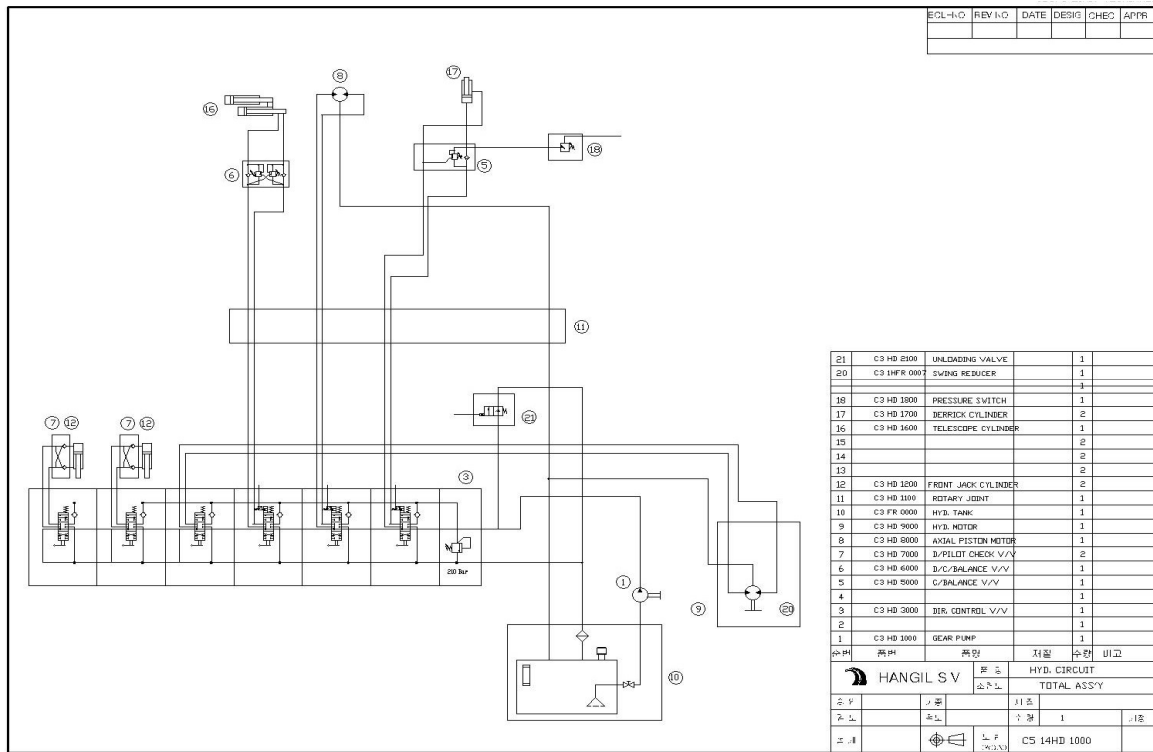 ECL-NO REV NO DATE DESIG CHEC APPR
8
17
16
18
5
6
11
21
7 12 7 12
3
210 Bar
1
9
20
10
21 C3 HD 2100 UNLOADING VALVE 1
20 C3 1HFR 0007 SWING REDUCER 1
1
18 C3 HD 1800 PRESSURE SWITCH 1
17 C3 HD 1700 DERRICK CYLINDER 2
16 C3 HD 1600 TELESCOPE CYLINDER 1
15 2
14 2
13 2
12 C3 HD 1200 FRONT JACK CYLINDER 2
11 C3 HD 1100 ROTARY JOINT 1
10 C3 FR 0000 HYD. TANK 1
9 C3 HD 9000 HYD. MOTOR 1
8 C3 HD 8000 AXIAL PISTON MOTOR 1
7 C3 HD 7000 D/PILOT CHECK V/V 2
6 C3 HD 6000 D/C/BALANCE V/V 1
5 C3 HD 5000 C/BALANCE V/V 1
4 1
3 C3 HD 3000 DIR. CONTROL V/V 1
2 1
1 C3 HD 1000 GEAR PUMP 1
순번 품번 품명 재질 수량 비고
HANGIL S V
HYD. CIRCUIT
TOTAL ASS'Y
1
C5 14HD 1000